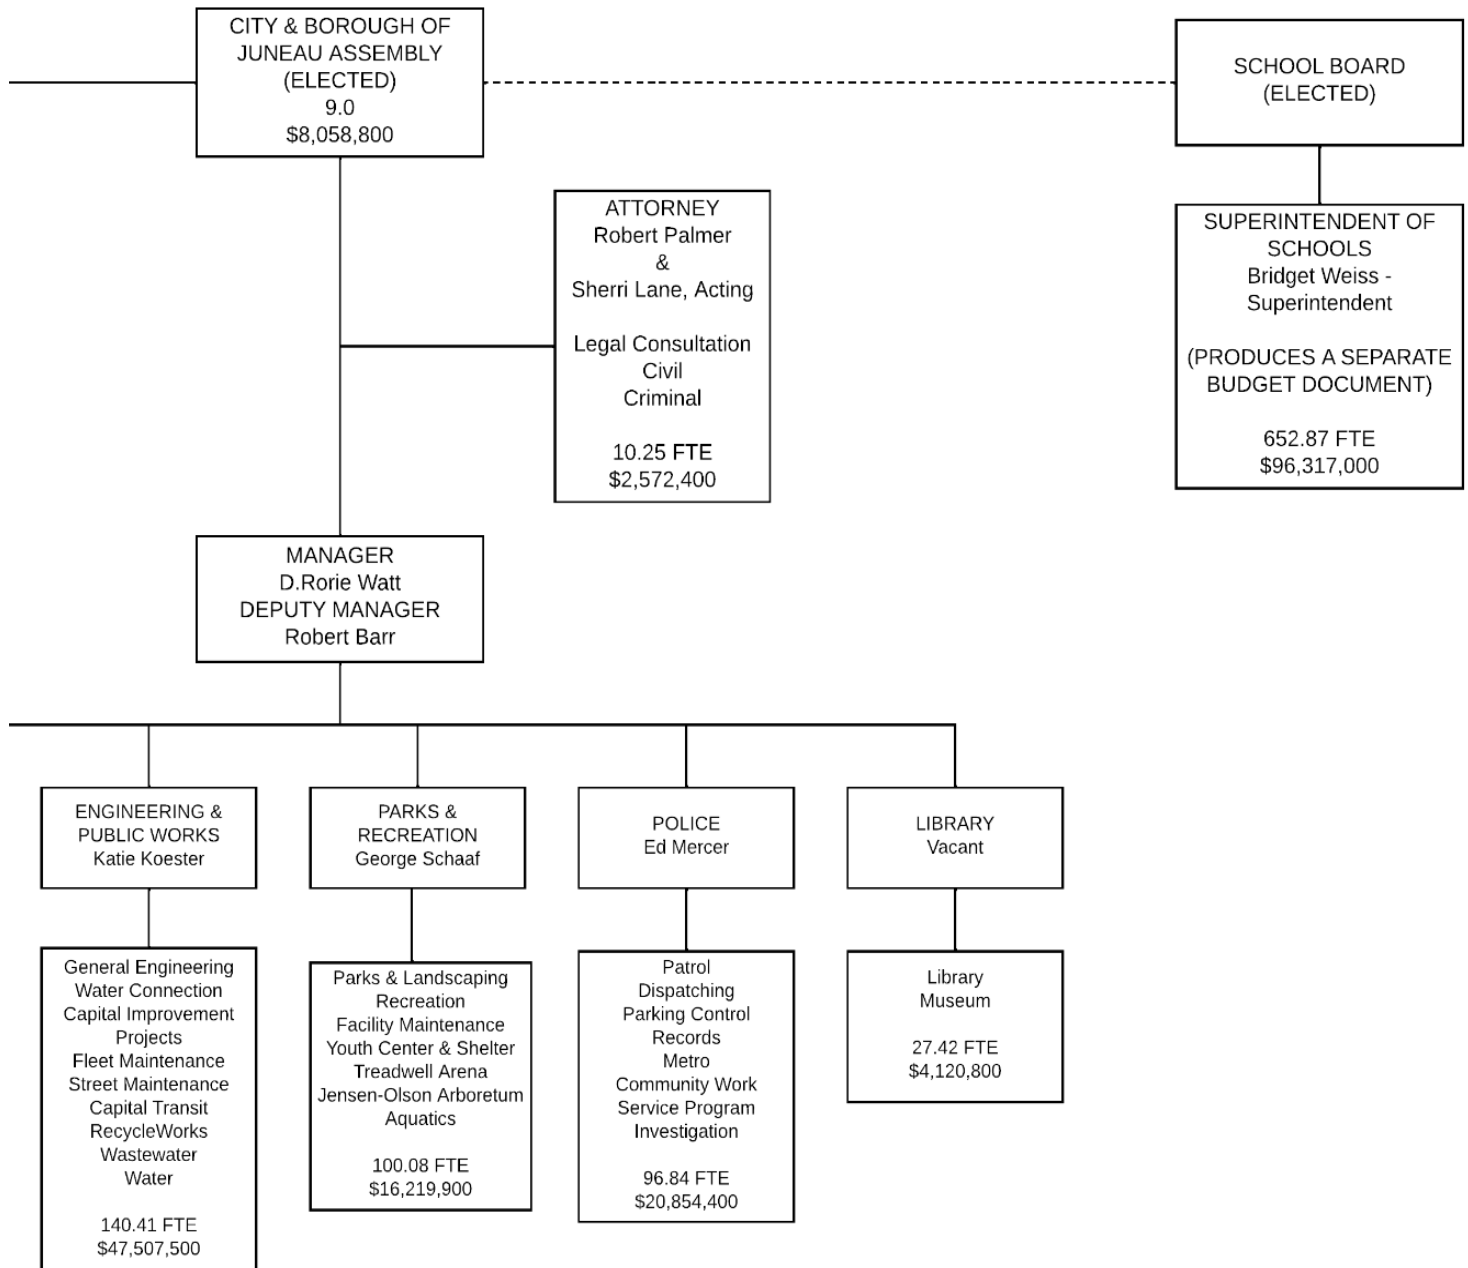 CITY & BOROUGH OF
JUNEAU ASSEMBLY
(ELECTED)
9.0
$8,058,800
SCHOOL BOARD
(ELECTED)
ATTORNEY
Robert Palmer
&
Sherri Lane, Acting
Legal Consultation
Civil
Criminal
10.25 FTE
$2,572,400
SUPERINTENDENT OF
SCHOOLS
Bridget Weiss -
Superintendent
(PRODUCES A SEPARATE
BUDGET DOCUMENT)
652.87 FTE
$96,317,000
MANAGER
D.Rorie Watt
DEPUTY MANAGER
Robert Barr
ENGINEERING &
PUBLIC WORKS
Katie Koester
PARKS &
RECREATION
George Schaaf
POLICE
Ed Mercer
LIBRARY
Vacant
General Engineering
Water Connection
Capital Improvement
Projects
Fleet Maintenance
Street Maintenance
Capital Transit
RecycleWorks
Wastewater
Water
140.41 FTE
$47,507,500
Parks & Landscaping
Recreation
Facility Maintenance
Youth Center & Shelter
Treadwell Arena
Jensen-Olson Arboretum
Aquatics
100.08 FTE
$16,219,900
Patrol
Dispatching
Parking Control
Records
Metro
Community Work
Service Program
Investigation
96.84 FTE
$20,854,400
Library
Museum
27.42 FTE
$4,120,800